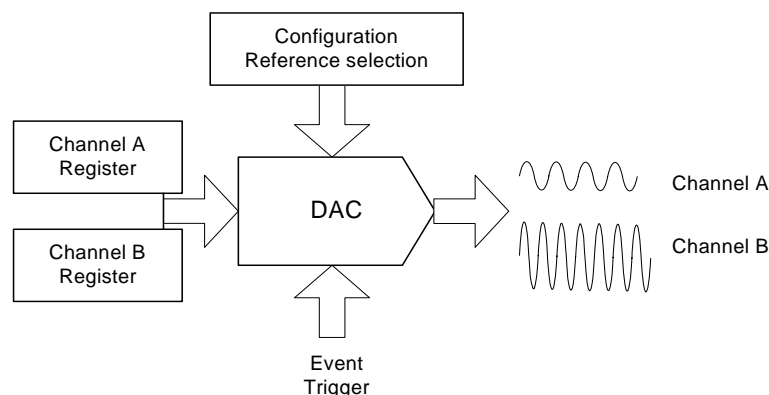 Configuration
Reference selection
Channel A
Register
DAC
Channel A
Channel B
Channel B
Register
Event
Trigger